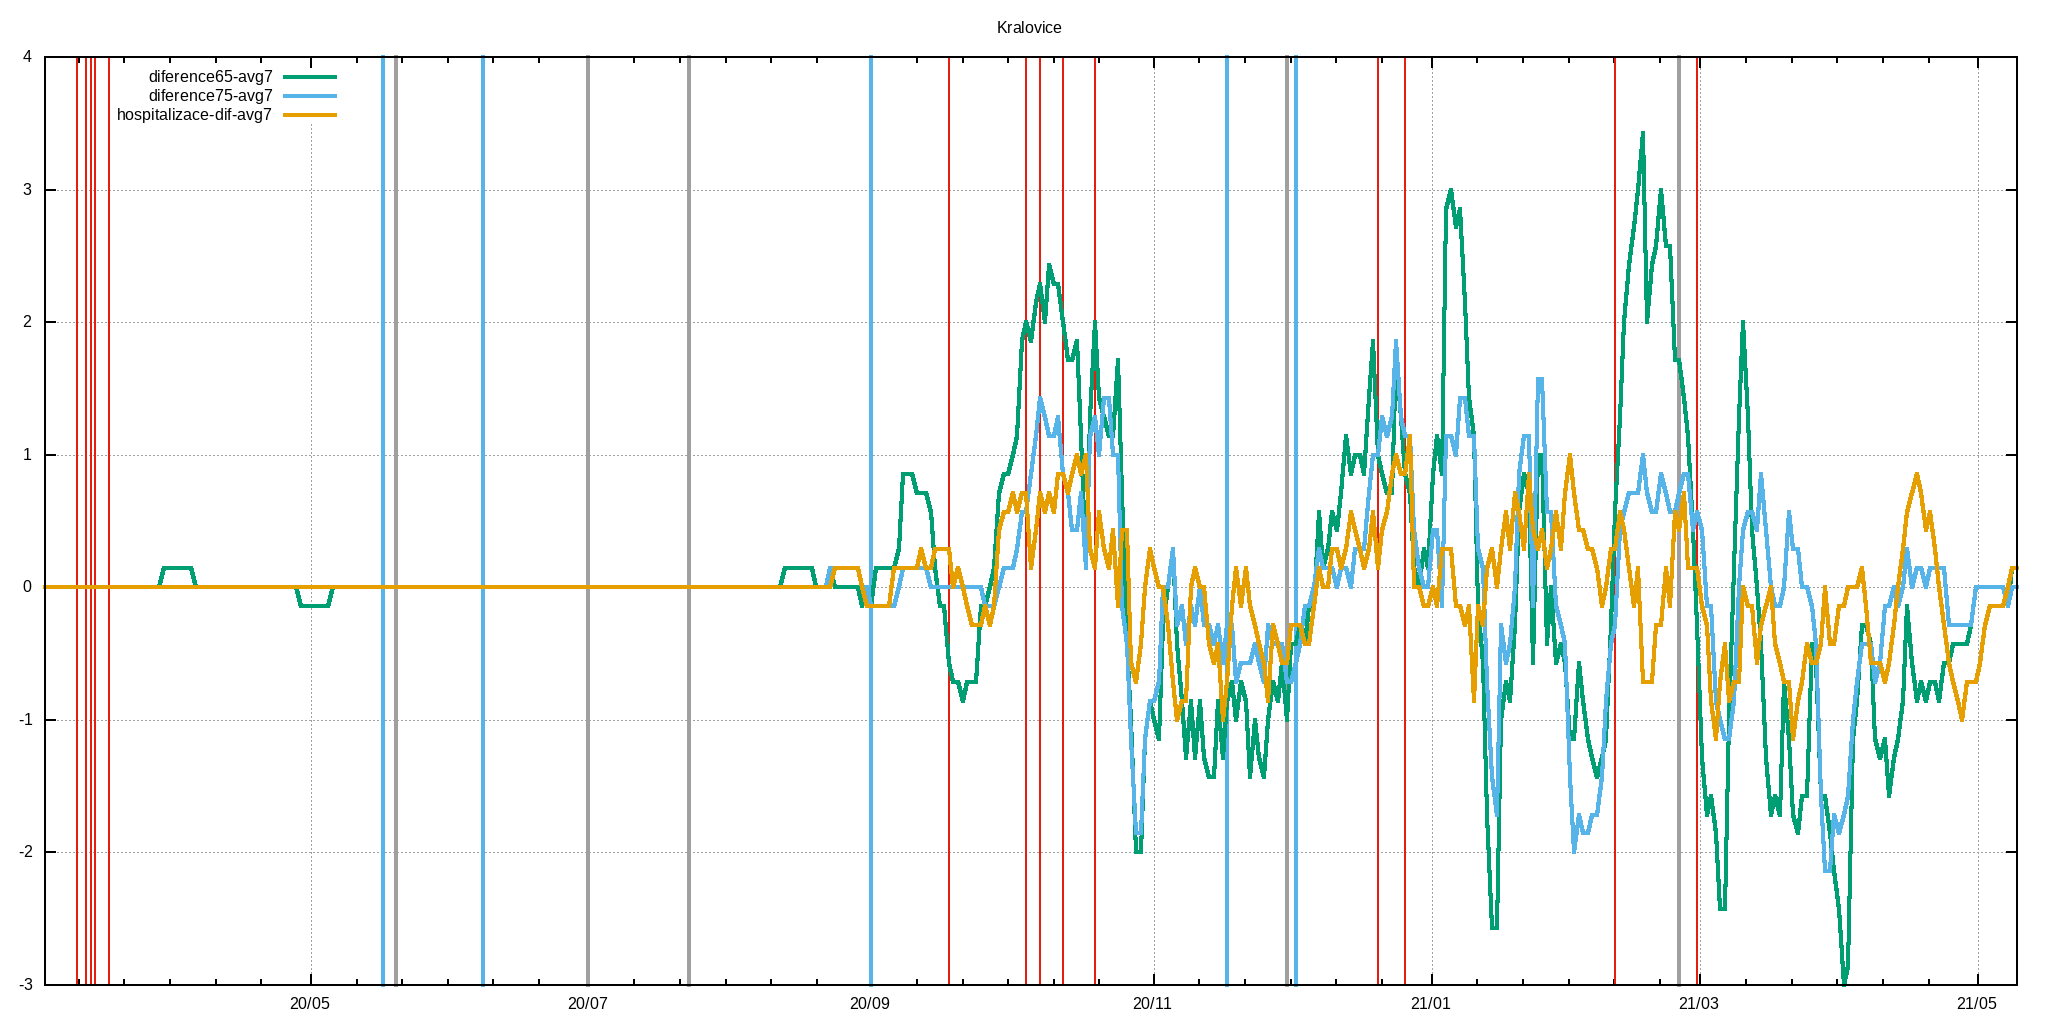 Kralovice
4
diference65-avg7
diference75-avg7
hospitalizace-dif-avg7
3
2
1
0
-1
-2
-3
20/05 20/07 20/09 20/11 21/01 21/03 21/05